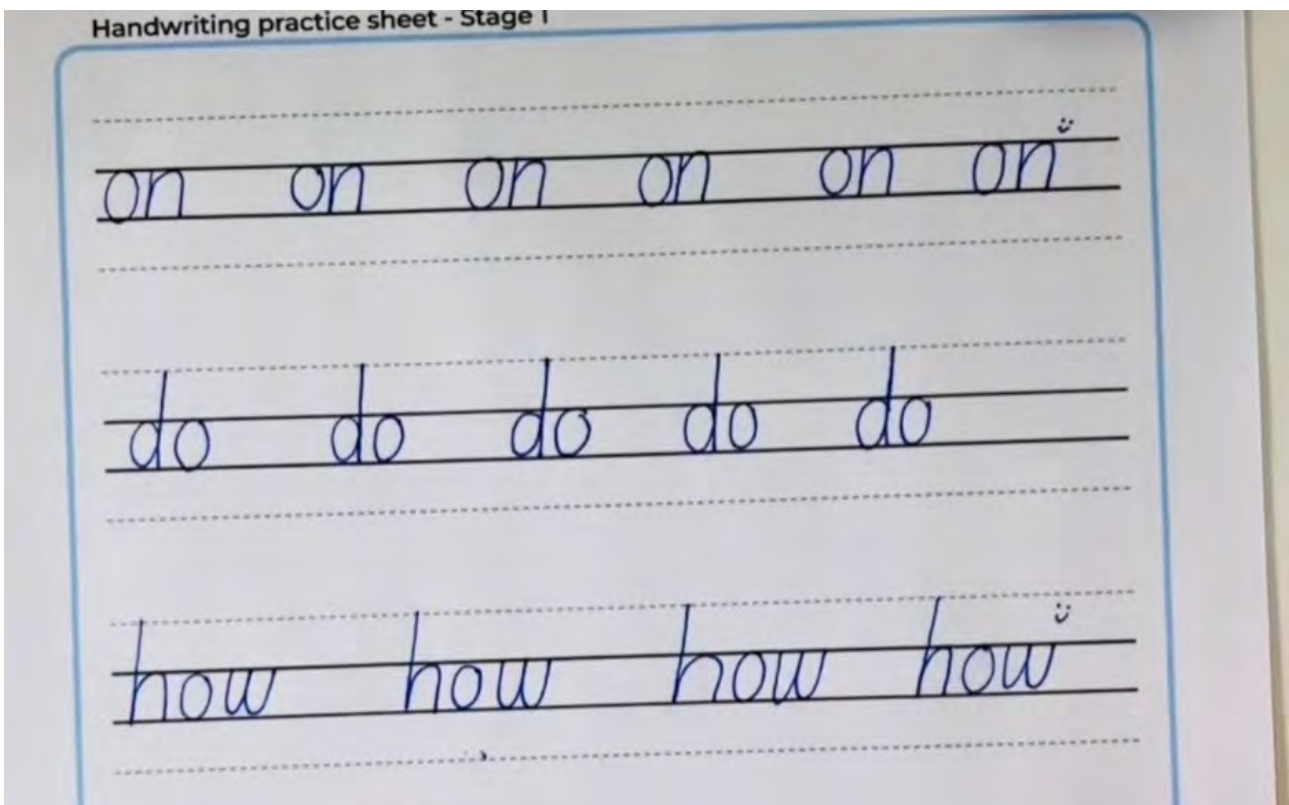 Handwriting practice sheet - Stage 1
on on on on on on
do do do do do
how how how how